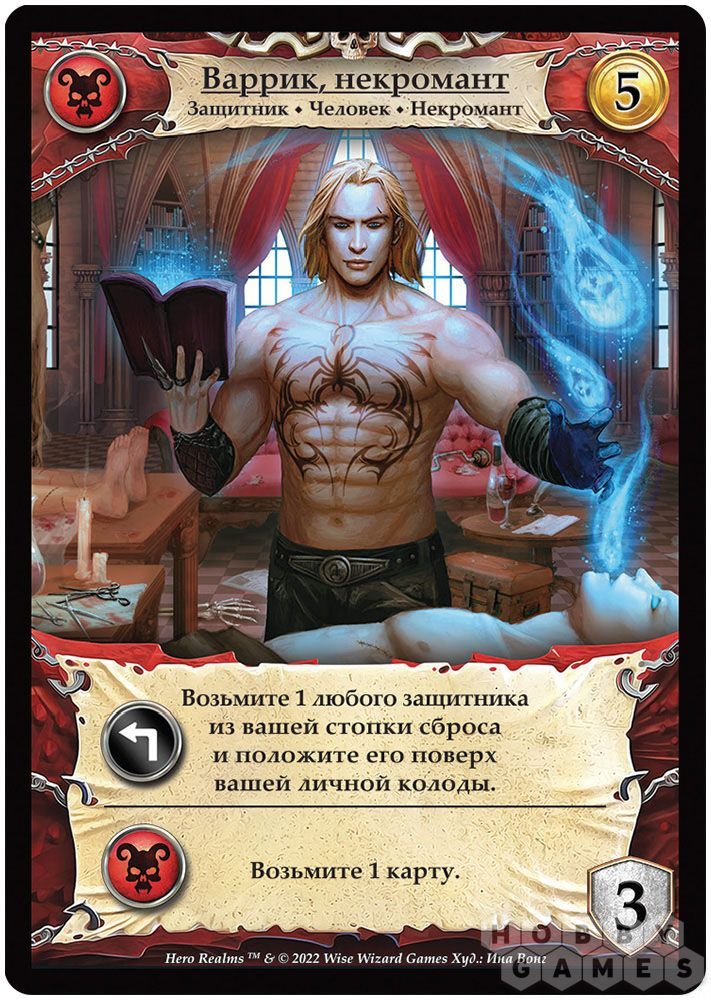 Варрик, некромант
Защитник • Человек • Некромант
5
Возьмите 1 любого защитника
из вашей стопки сброса
и положите его поверх
вашей личной колоды.
Возьмите 1 карту.
3
Hero Realms ™ & © 2022 Wise Wizard Games Худ.: Ина Вонг
HOBBY
GAMES